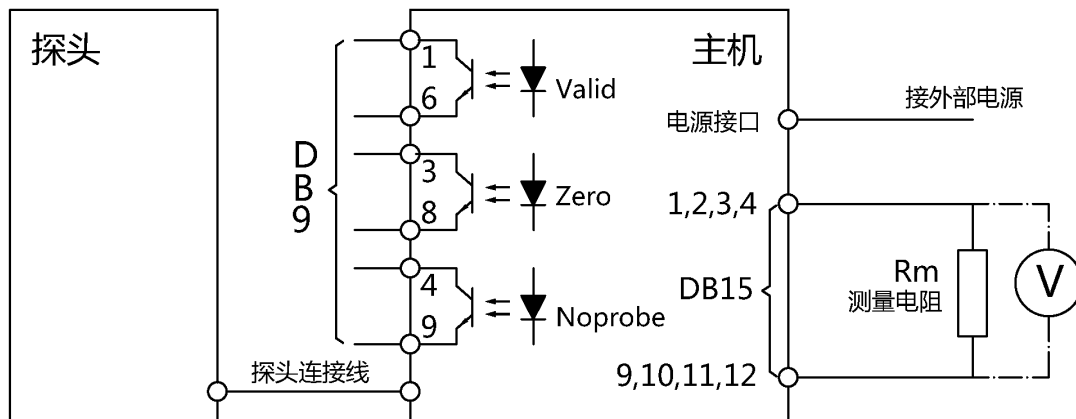 探头
主机
DB9
1
6
Valid
3
8
Zero
4
9
Noprobe
探头连接线
电源接口
接外部电源
1,2,3,4
DB15
9,10,11,12
Rm
测量电阻
V